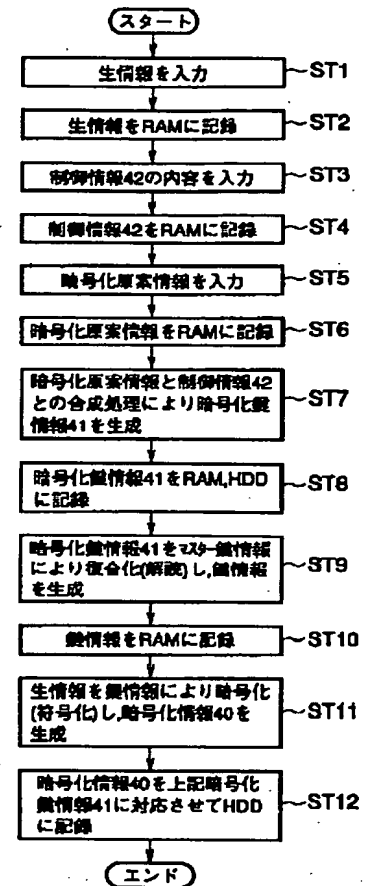 スタート
生情報を入力
ST1
生情報をRAMに記録
ST2
制御情報42の内容を入力
ST3
制御情報42をRAMに記録
ST4
暗号化原案情報を入力
ST5
暗号化原案情報をRAMに記録
ST6
暗号化原案情報と制御情報42
との合成処理により暗号化鍵
情報41を生成
ST7
暗号化鍵情報41をRAM,HDD
に記録
ST8
暗号化鍵情報41をマスター鍵情報
により復合化(解読)し,鍵情報
を生成
ST9
鍵情報をRAMに記録
ST10
生情報を鍵情報により暗号化
(符号化)し,暗号化情報40を
生成
ST11
暗号化情報40を上記暗号化
鍵情報41に対応させてHDD
に記録
ST12
エンド